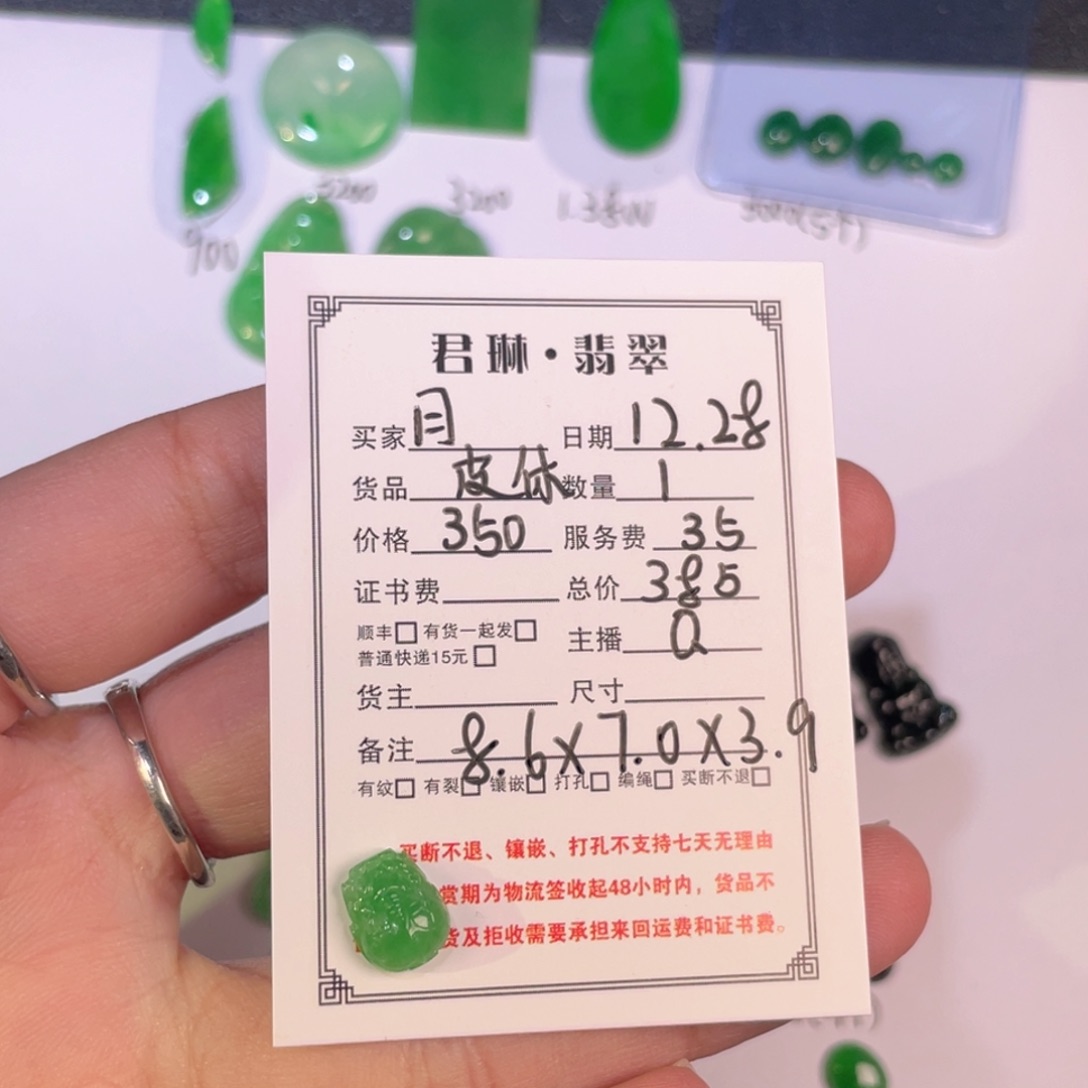 900
3200
1.38W
君琳·翡翠
买家 月 日期 12.28
货品 皮休 数量 1
价格 350 服务费 35
证书费 总价 385
顺丰□ 有货一起发□
普通快递15元□
主播 Q
货主 尺寸
备注 8.6X7.0X3.9
有纹□ 有裂□ 镶嵌□ 打孔□ 编绳□ 买断不退□
买断不退、镶嵌、打孔不支持七天无理由
赏期为物流签收起48小时内，货品不
货及拒收需要承担来回运费和证书费。